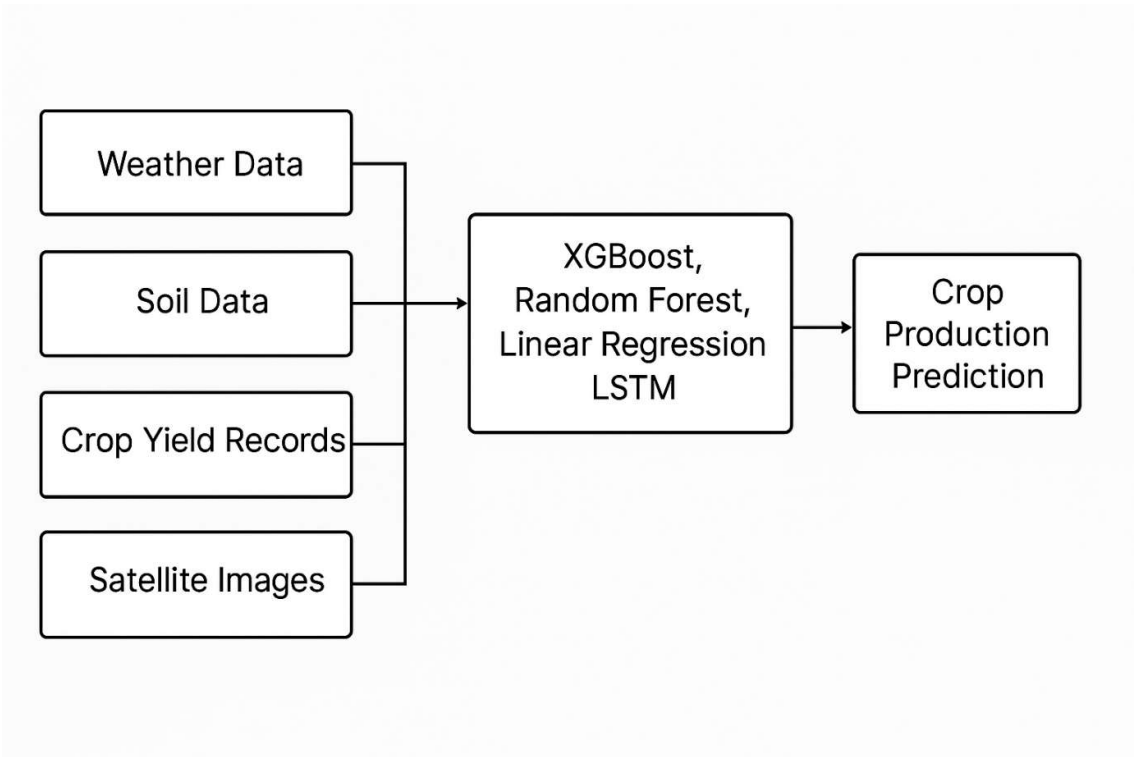 Weather Data
Soil Data
Crop Yield Records
Satellite Images
XGBoost,
Random Forest,
Linear Regression
LSTM
Crop
Production
Prediction